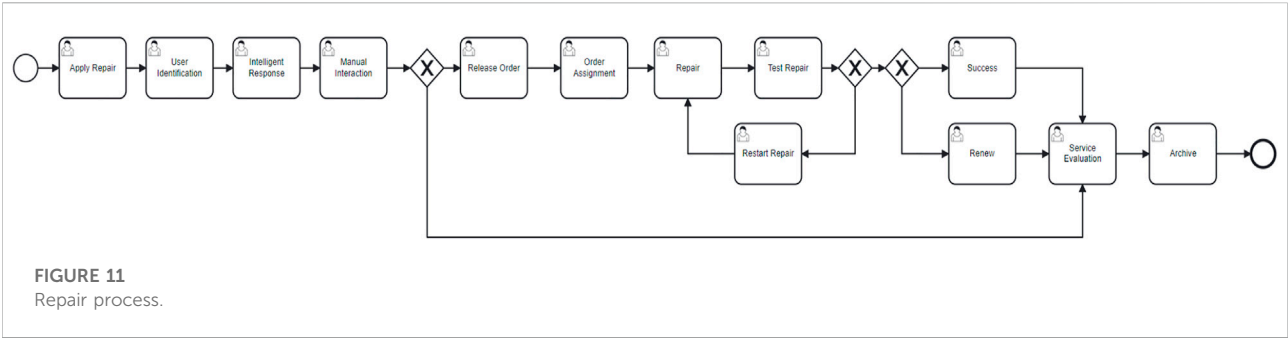 Apply Repair
User
Identification
Intelligent
Response
Manual
Interaction
X
Release Order
Order
Assignment
Repair
Test Repair
X
X
Success
Restart Repair
Renew
Service
Evaluation
Archive
FIGURE 11
Repair process.